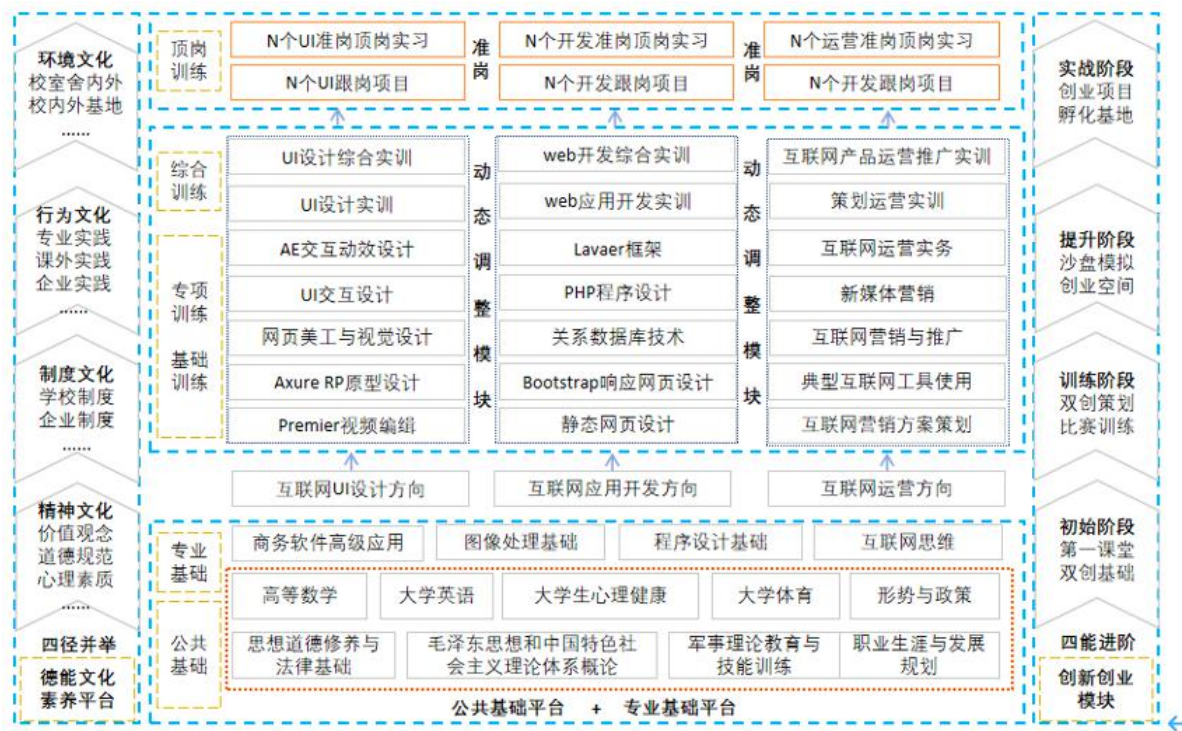 环境文化
校室舍内外
校内外基地
......
行为文化
专业实践
课外实践
企业实践
......
制度文化
学校制度
企业制度
......
精神文化
价值观念
道德规范
心理素质
......
四径并举
德能文化
素养平台
顶岗
训练
N个UI准岗顶岗实习
N个UI跟岗项目
准
岗
N个开发准岗顶岗实习
N个开发跟岗项目
准
岗
N个运营准岗顶岗实习
N个开发跟岗项目
综合
训练
专项
训练
基础
训练
UI设计综合实训
UI设计实训
AE交互动效设计
UI交互设计
网页美工与视觉设计
Axure RP原型设计
Premier视频编缉
动
态
调
整
模
块
web开发综合实训
web应用开发实训
Lavaer框架
PHP程序设计
关系数据库技术
Bootstrap响应网页设计
静态网页设计
动
态
调
整
模
块
互联网产品运营推广实训
策划运营实训
互联网运营实务
新媒体营销
互联网营销与推广
典型互联网工具使用
互联网营销方案策划
互联网UI设计方向
互联网应用开发方向
互联网运营方向
专业
基础
商务软件高级应用
图像处理基础
程序设计基础
互联网思维
公共
基础
高等数学
大学英语
大学生心理健康
大学体育
形势与政策
思想道德修养与
法律基础
毛泽东思想和中国特色社
会主义理论体系概论
军事理论教育与
技能训练
职业生涯与发展
规划
公共基础平台 + 专业基础平台
实战阶段
创业项目
孵化基地
提升阶段
沙盘模拟
创业空间
训练阶段
双创策划
比赛训练
初始阶段
第一课堂
双创基础
四能进阶
创新创业
模块